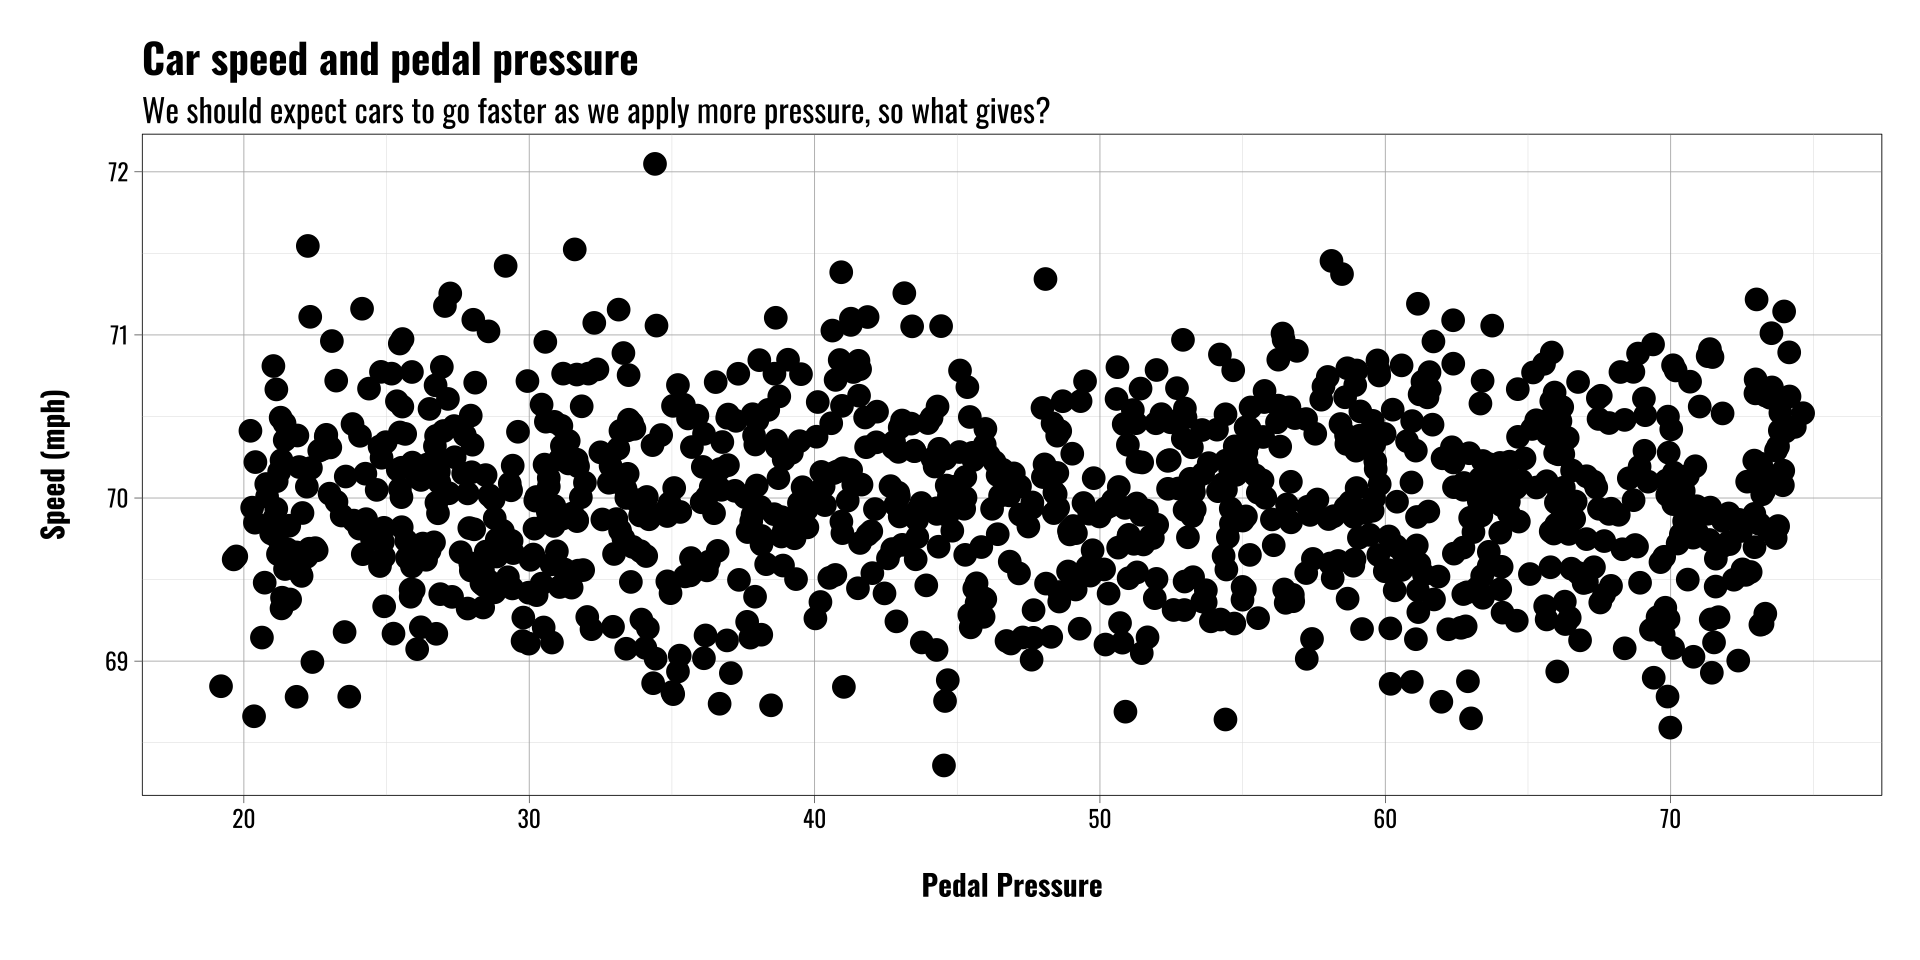 Car speed and pedal pressure
We should expect cars to go faster as we apply more pressure, so what gives?
72
71
70
69
Speed (mph)
20 30 40 50 60 70
Pedal Pressure